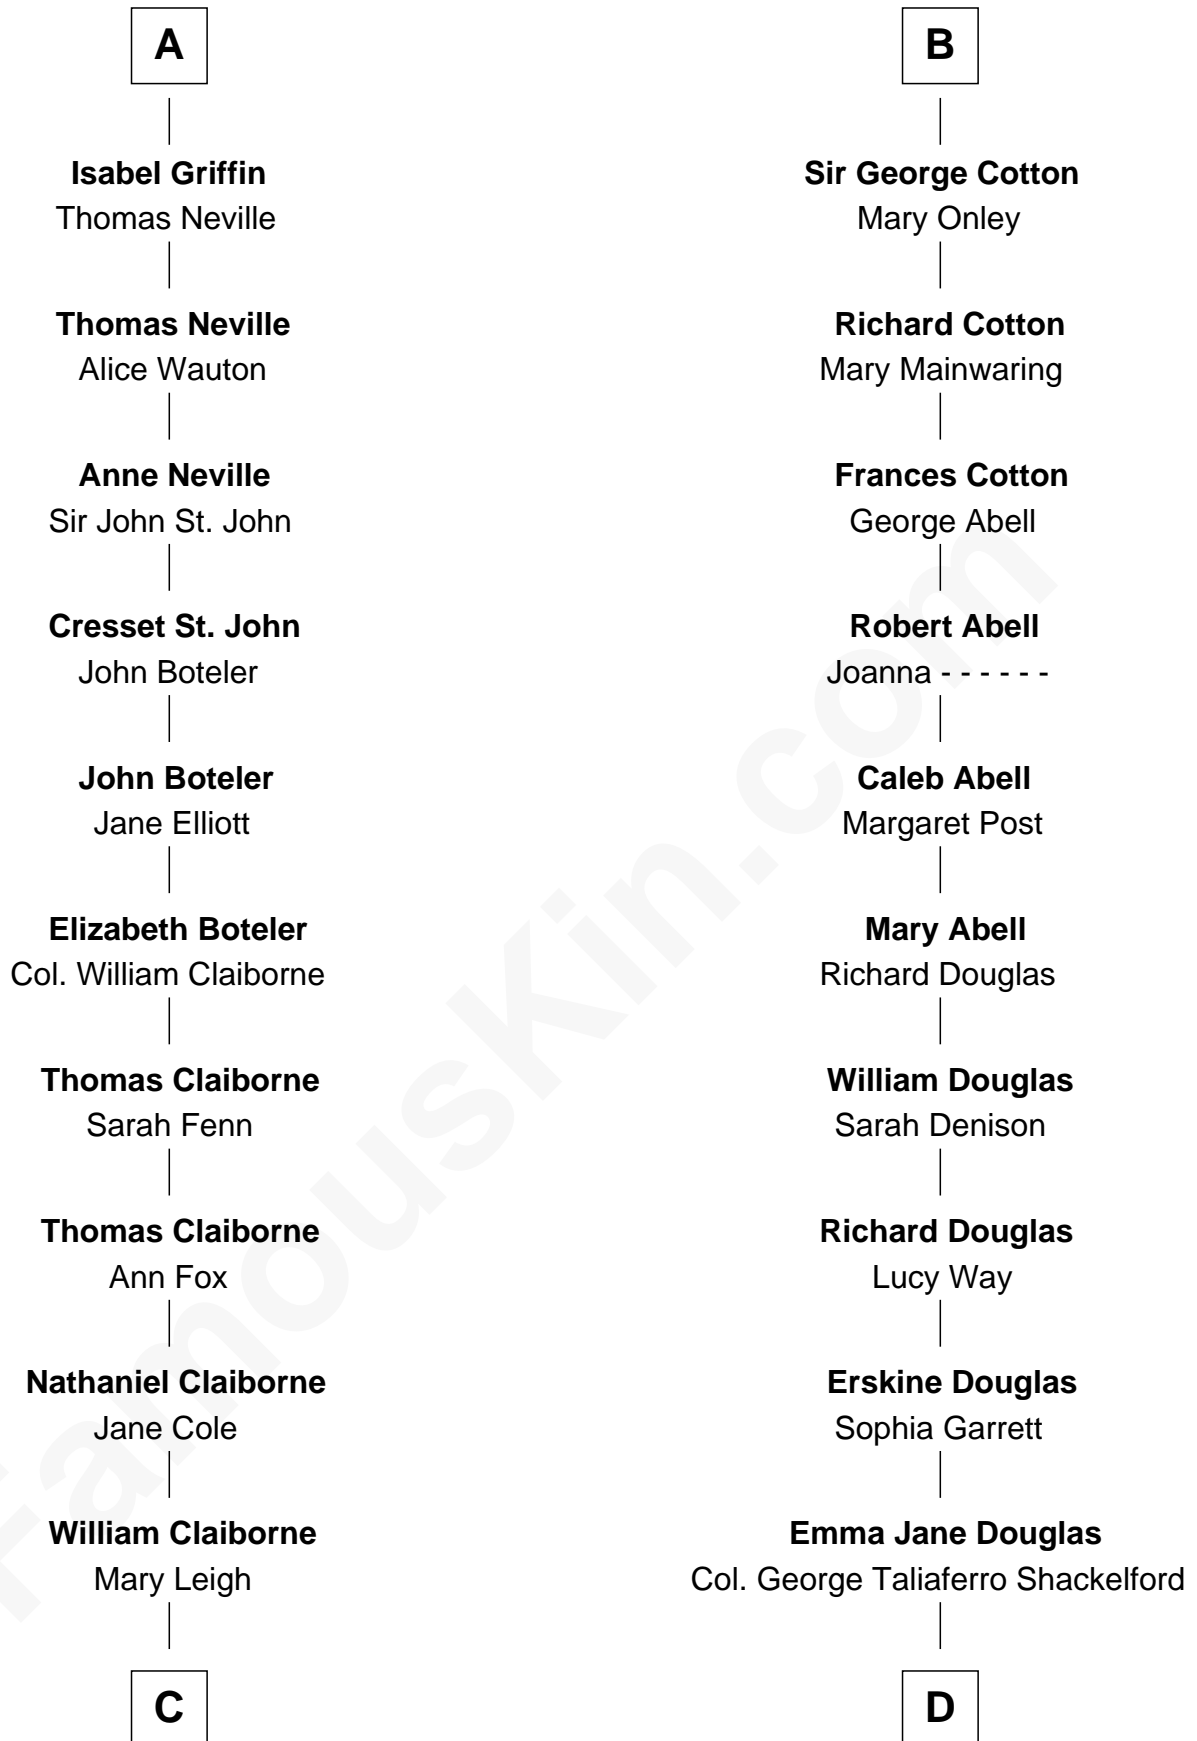 A
Isabel Griffin
Thomas Neville
Thomas Neville
Alice Wauton
Anne Neville
Sir John St. John
Cresset St. John
John Boteler
John Boteler
Jane Elliott
Elizabeth Boteler
Col. William Claiborne
Thomas Claiborne
Sarah Fenn
Thomas Claiborne
Ann Fox
Nathaniel Claiborne
Jane Cole
William Claiborne
Mary Leigh
C
B
Sir George Cotton
Mary Onley
Richard Cotton
Mary Mainwaring
Frances Cotton
George Abell
Robert Abell
Joanna - - - - - -
Caleb Abell
Margaret Post
Mary Abell
Richard Douglas
William Douglas
Sarah Denison
Richard Douglas
Lucy Way
Erskine Douglas
Sophia Garrett
Emma Jane Douglas
Col. George Taliaferro Shackelford
D
FamousKin.com